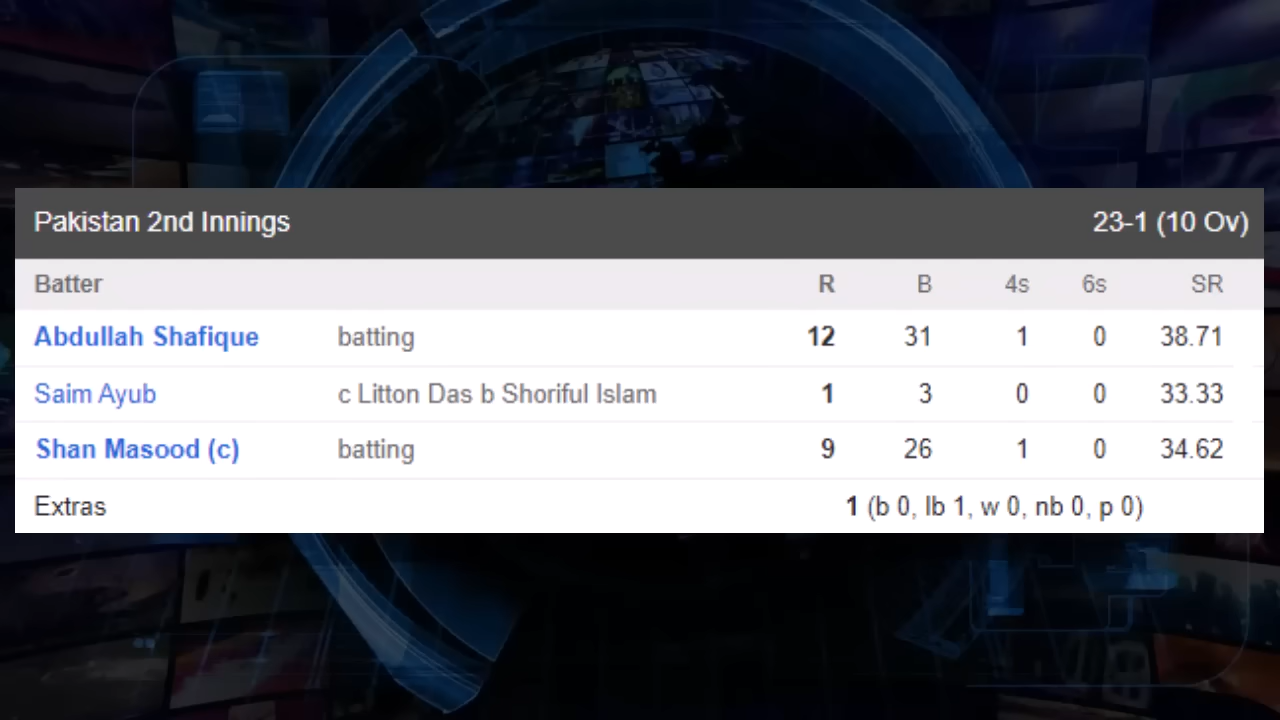 Pakistan 2nd Innings 23-1 (10 Ov)
Batter R B 4s 6s SR
Abdullah Shafique batting 12 31 1 0 38.71
Saim Ayub c Litton Das b Shoriful Islam 1 3 0 0 33.33
Shan Masood (c) batting 9 26 1 0 34.62
Extras 1 (b 0, lb 1, w 0, nb 0, p 0)